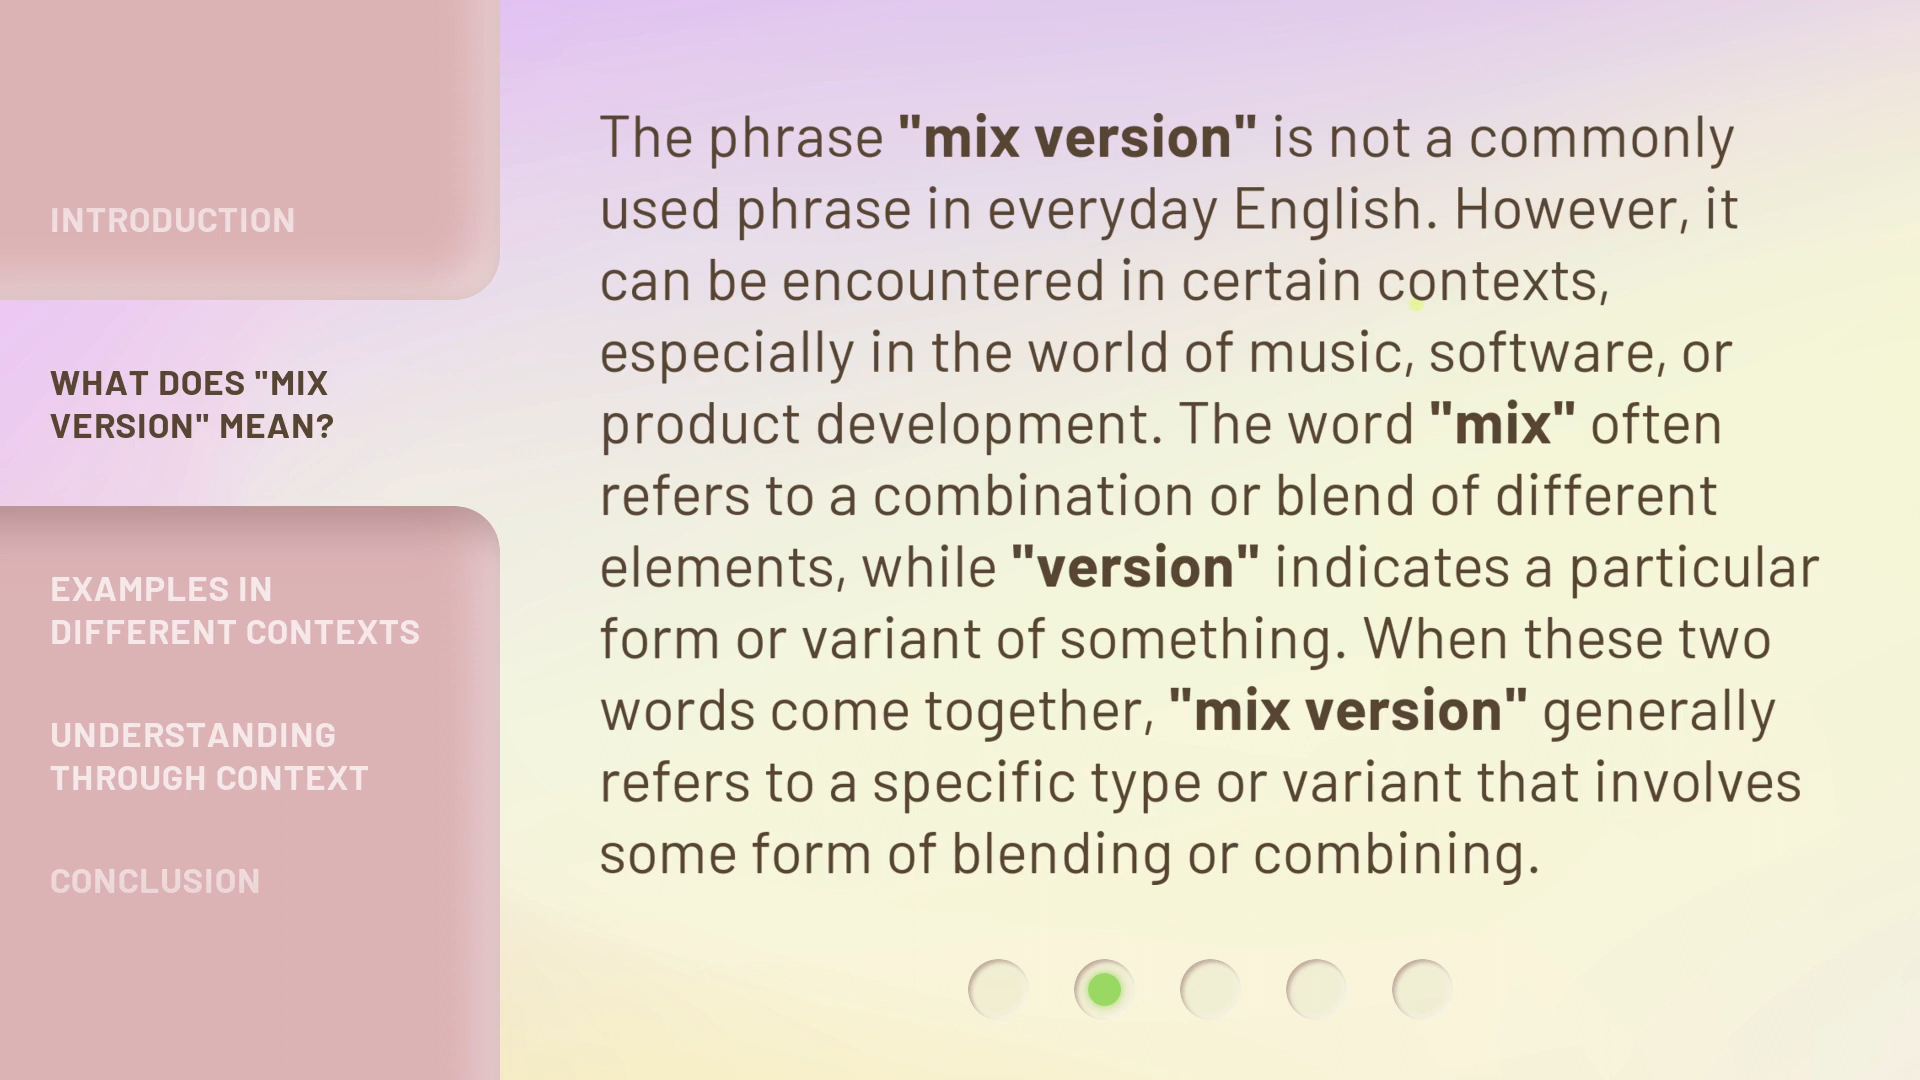 INTRODUCTION
WHAT DOES "MIX
VERSION" MEAN?
EXAMPLES IN
DIFFERENT CONTEXTS
UNDERSTANDING
THROUGH CONTEXT
CONCLUSION
The phrase "mix version" is not a commonly
used phrase in everyday English. However, it
can be encountered in certain contexts,
especially in the world of music, software, or
product development. The word "mix" often
refers to a combination or blend of different
elements, while "version" indicates a particular
form or variant of something. When these two
words come together, "mix version" generally
refers to a specific type or variant that involves
some form of blending or combining.